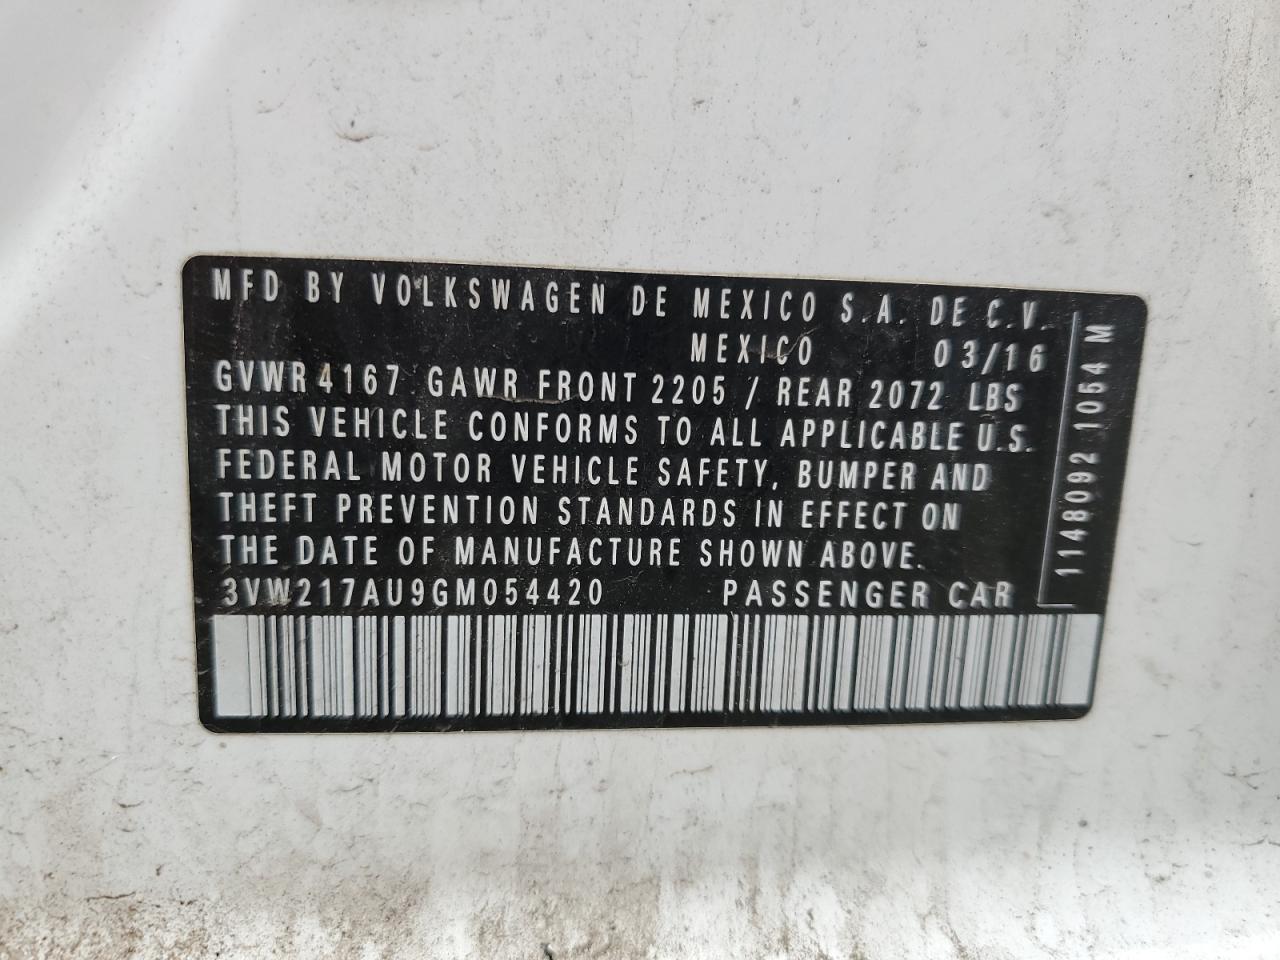 MFD BY VOLKSWAGEN DE MEXICO S.A. DE C.V.
MEXICO 03/16
GVWR 4167 GAWR FRONT 2205 / REAR 2072 LBS
THIS VEHICLE CONFORMS TO ALL APPLICABLE U.S.
FEDERAL MOTOR VEHICLE SAFETY, BUMPER AND
THEFT PREVENTION STANDARDS IN EFFECT ON
THE DATE OF MANUFACTURE SHOWN ABOVE.
3VW217AU9GM054420 PASSENGER CAR
1148092 1054 M